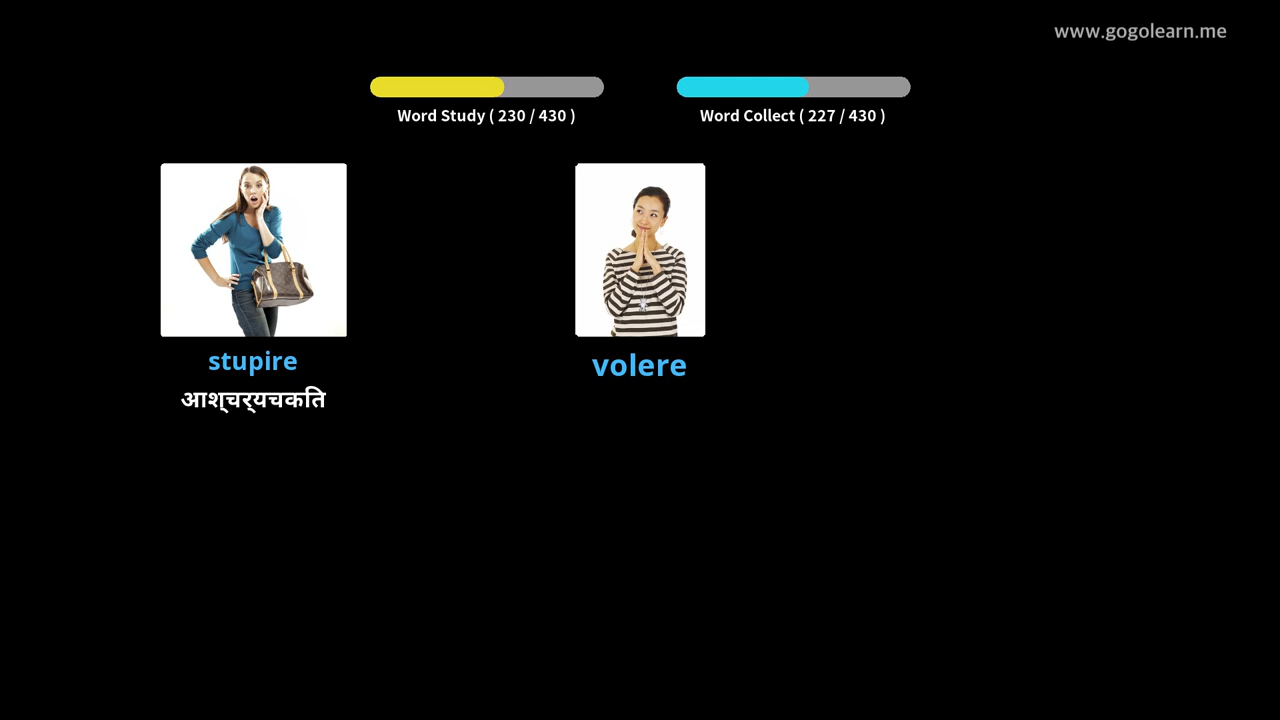 www.gogolearn.me
Word Study ( 230 / 430 )
Word Collect ( 227 / 430 )
stupire
volere
आश्चर्यचकति